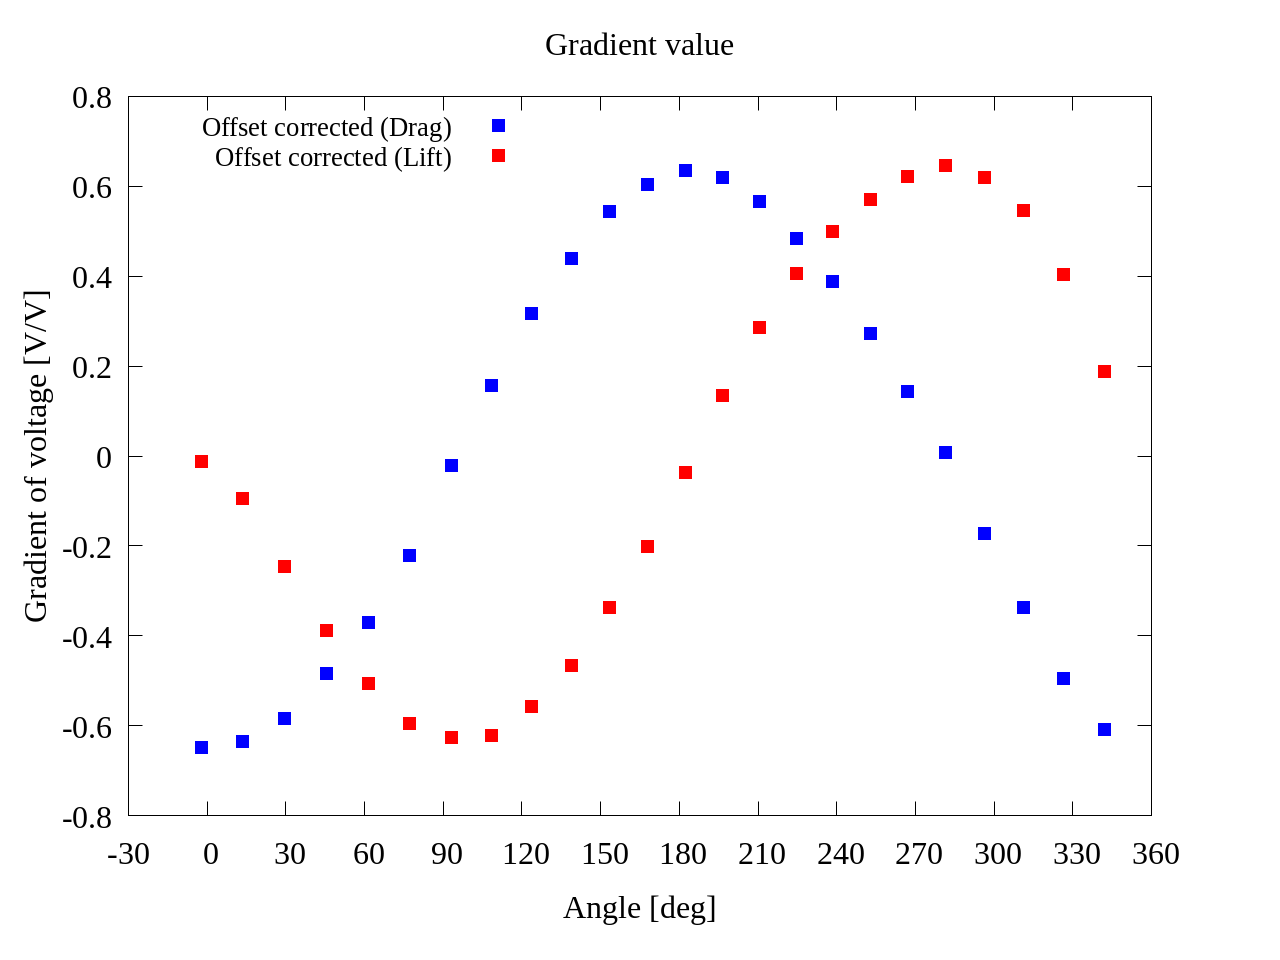 Gradient value
Offset corrected (Drag)
Offset corrected (Lift)
0.8
0.6
0.4
0.2
0
-0.2
-0.4
-0.6
-0.8
Gradient of voltage [V/V]
-30 0 30 60 90 120 150 180 210 240 270 300 330 360
Angle [deg]